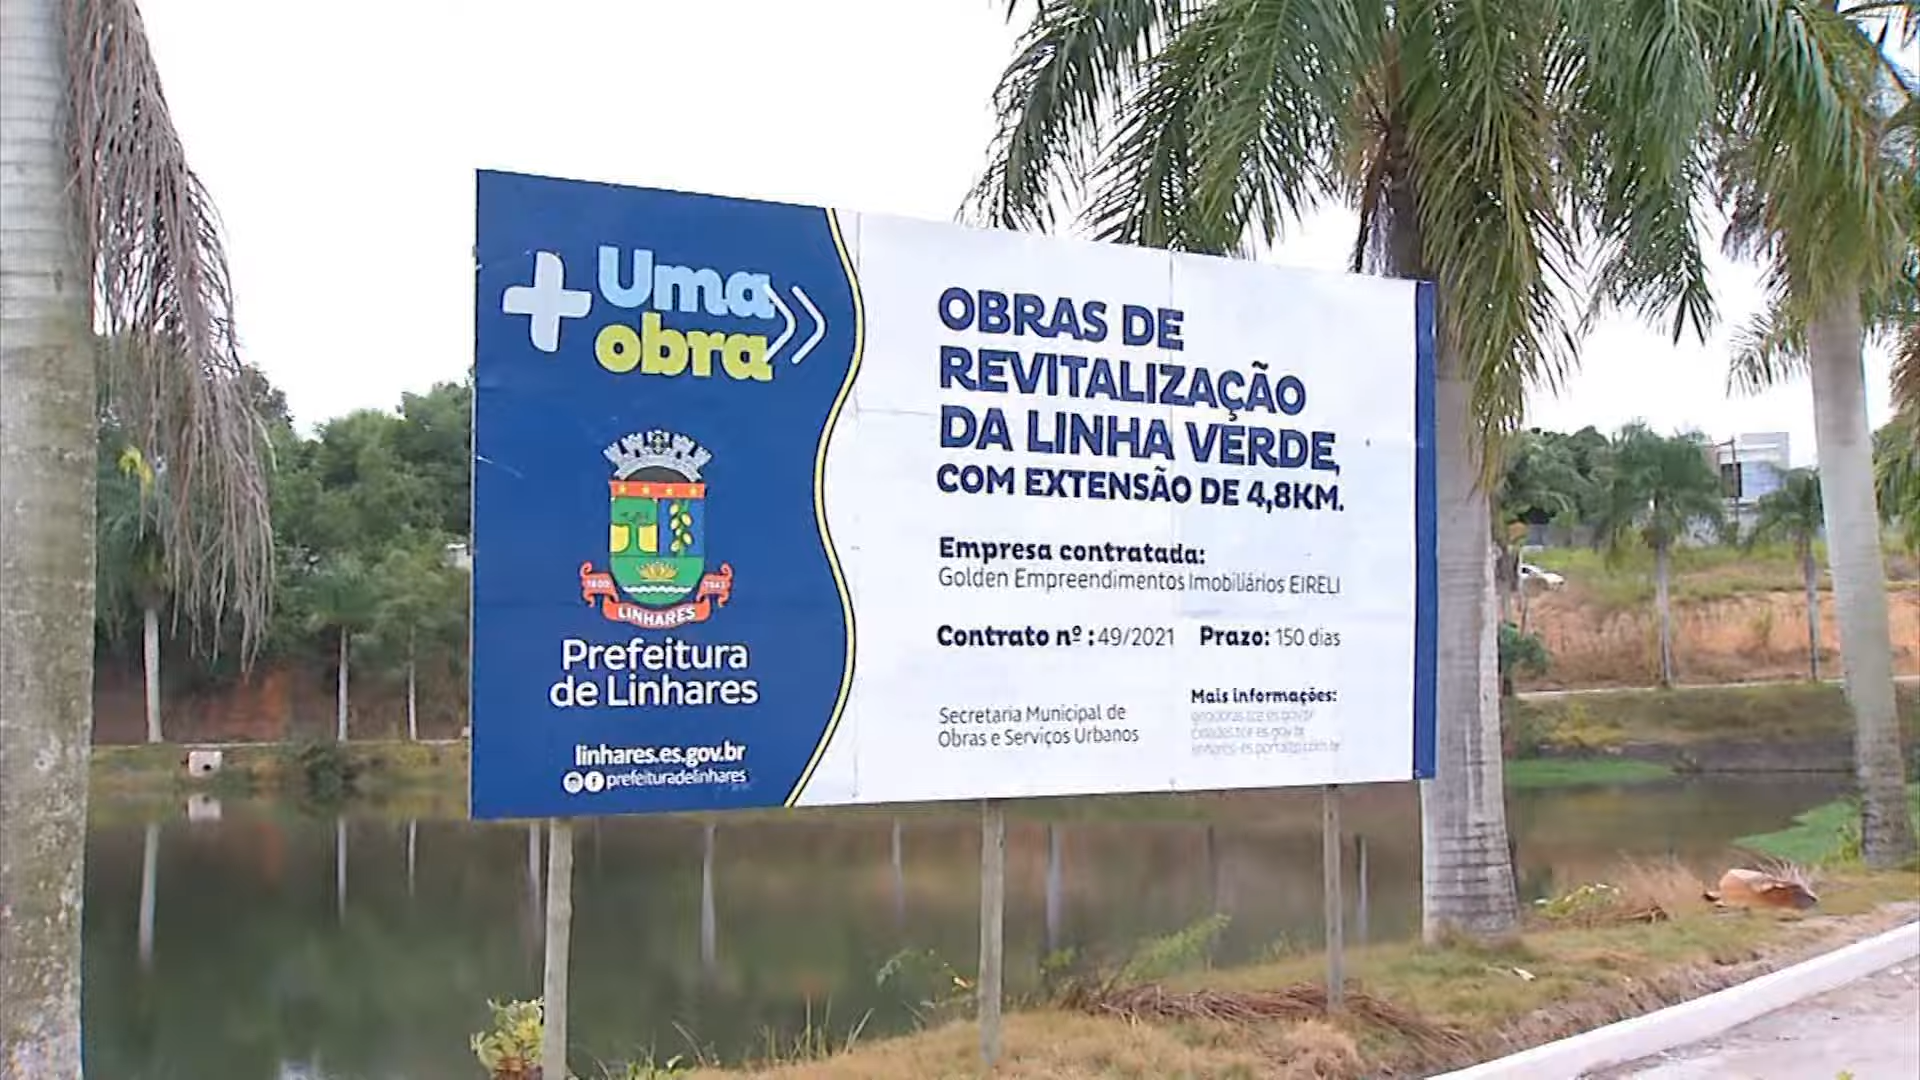 + Uma
obra
LINHARES
Prefeitura
de Linhares
linhares.es.gov.br
prefeituradelinhares
OBRAS DE
REVITALIZAÇÃO
DA LINHA VERDE,
COM EXTENSÃO DE 4,8KM.
Empresa contratada:
Golden Empreendimentos Imobiliários EIRELI
Contrato nº : 49/2021 Prazo: 150 dias
Secretaria Municipal de
Obras e Serviços Urbanos
Mais informações: